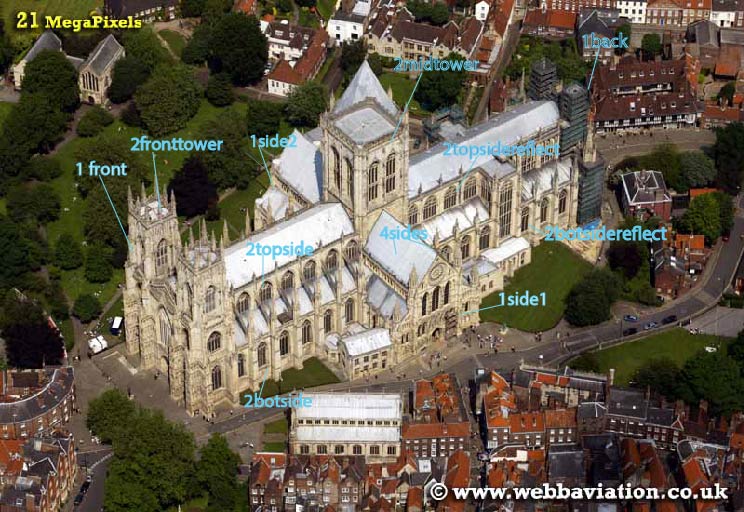 21 MegaPixels
1back
2midtower
2fronttower
1side2
2topsidereflect
1 front
4sides
2botsidereflect
2topside
1side1
2botside
© www.webbaviation.co.uk